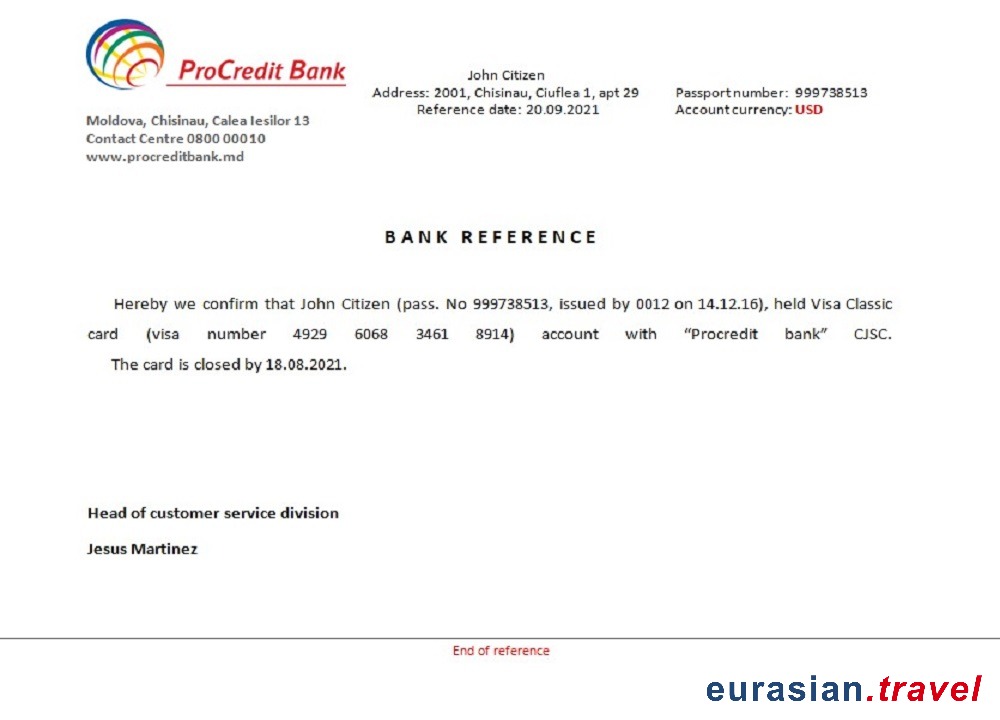 ProCredit Bank
Moldova, Chisinau, Calea Iesilor 13
Contact Centre 0800 00010
www.procreditbank.md
John Citizen
Address: 2001, Chisinau, Ciuflea 1, apt 29
Reference date: 20.09.2021
Passport number: 999738513
Account currency: USD
BANK REFERENCE
Hereby we confirm that John Citizen (pass. No 999738513, issued by 0012 on 14.12.16), held Visa Classic
card (visa number 4929 6068 3461 8914) account with “Procredit bank” CJSC.
The card is closed by 18.08.2021.
Head of customer service division
Jesus Martinez
End of reference
eurasian.travel